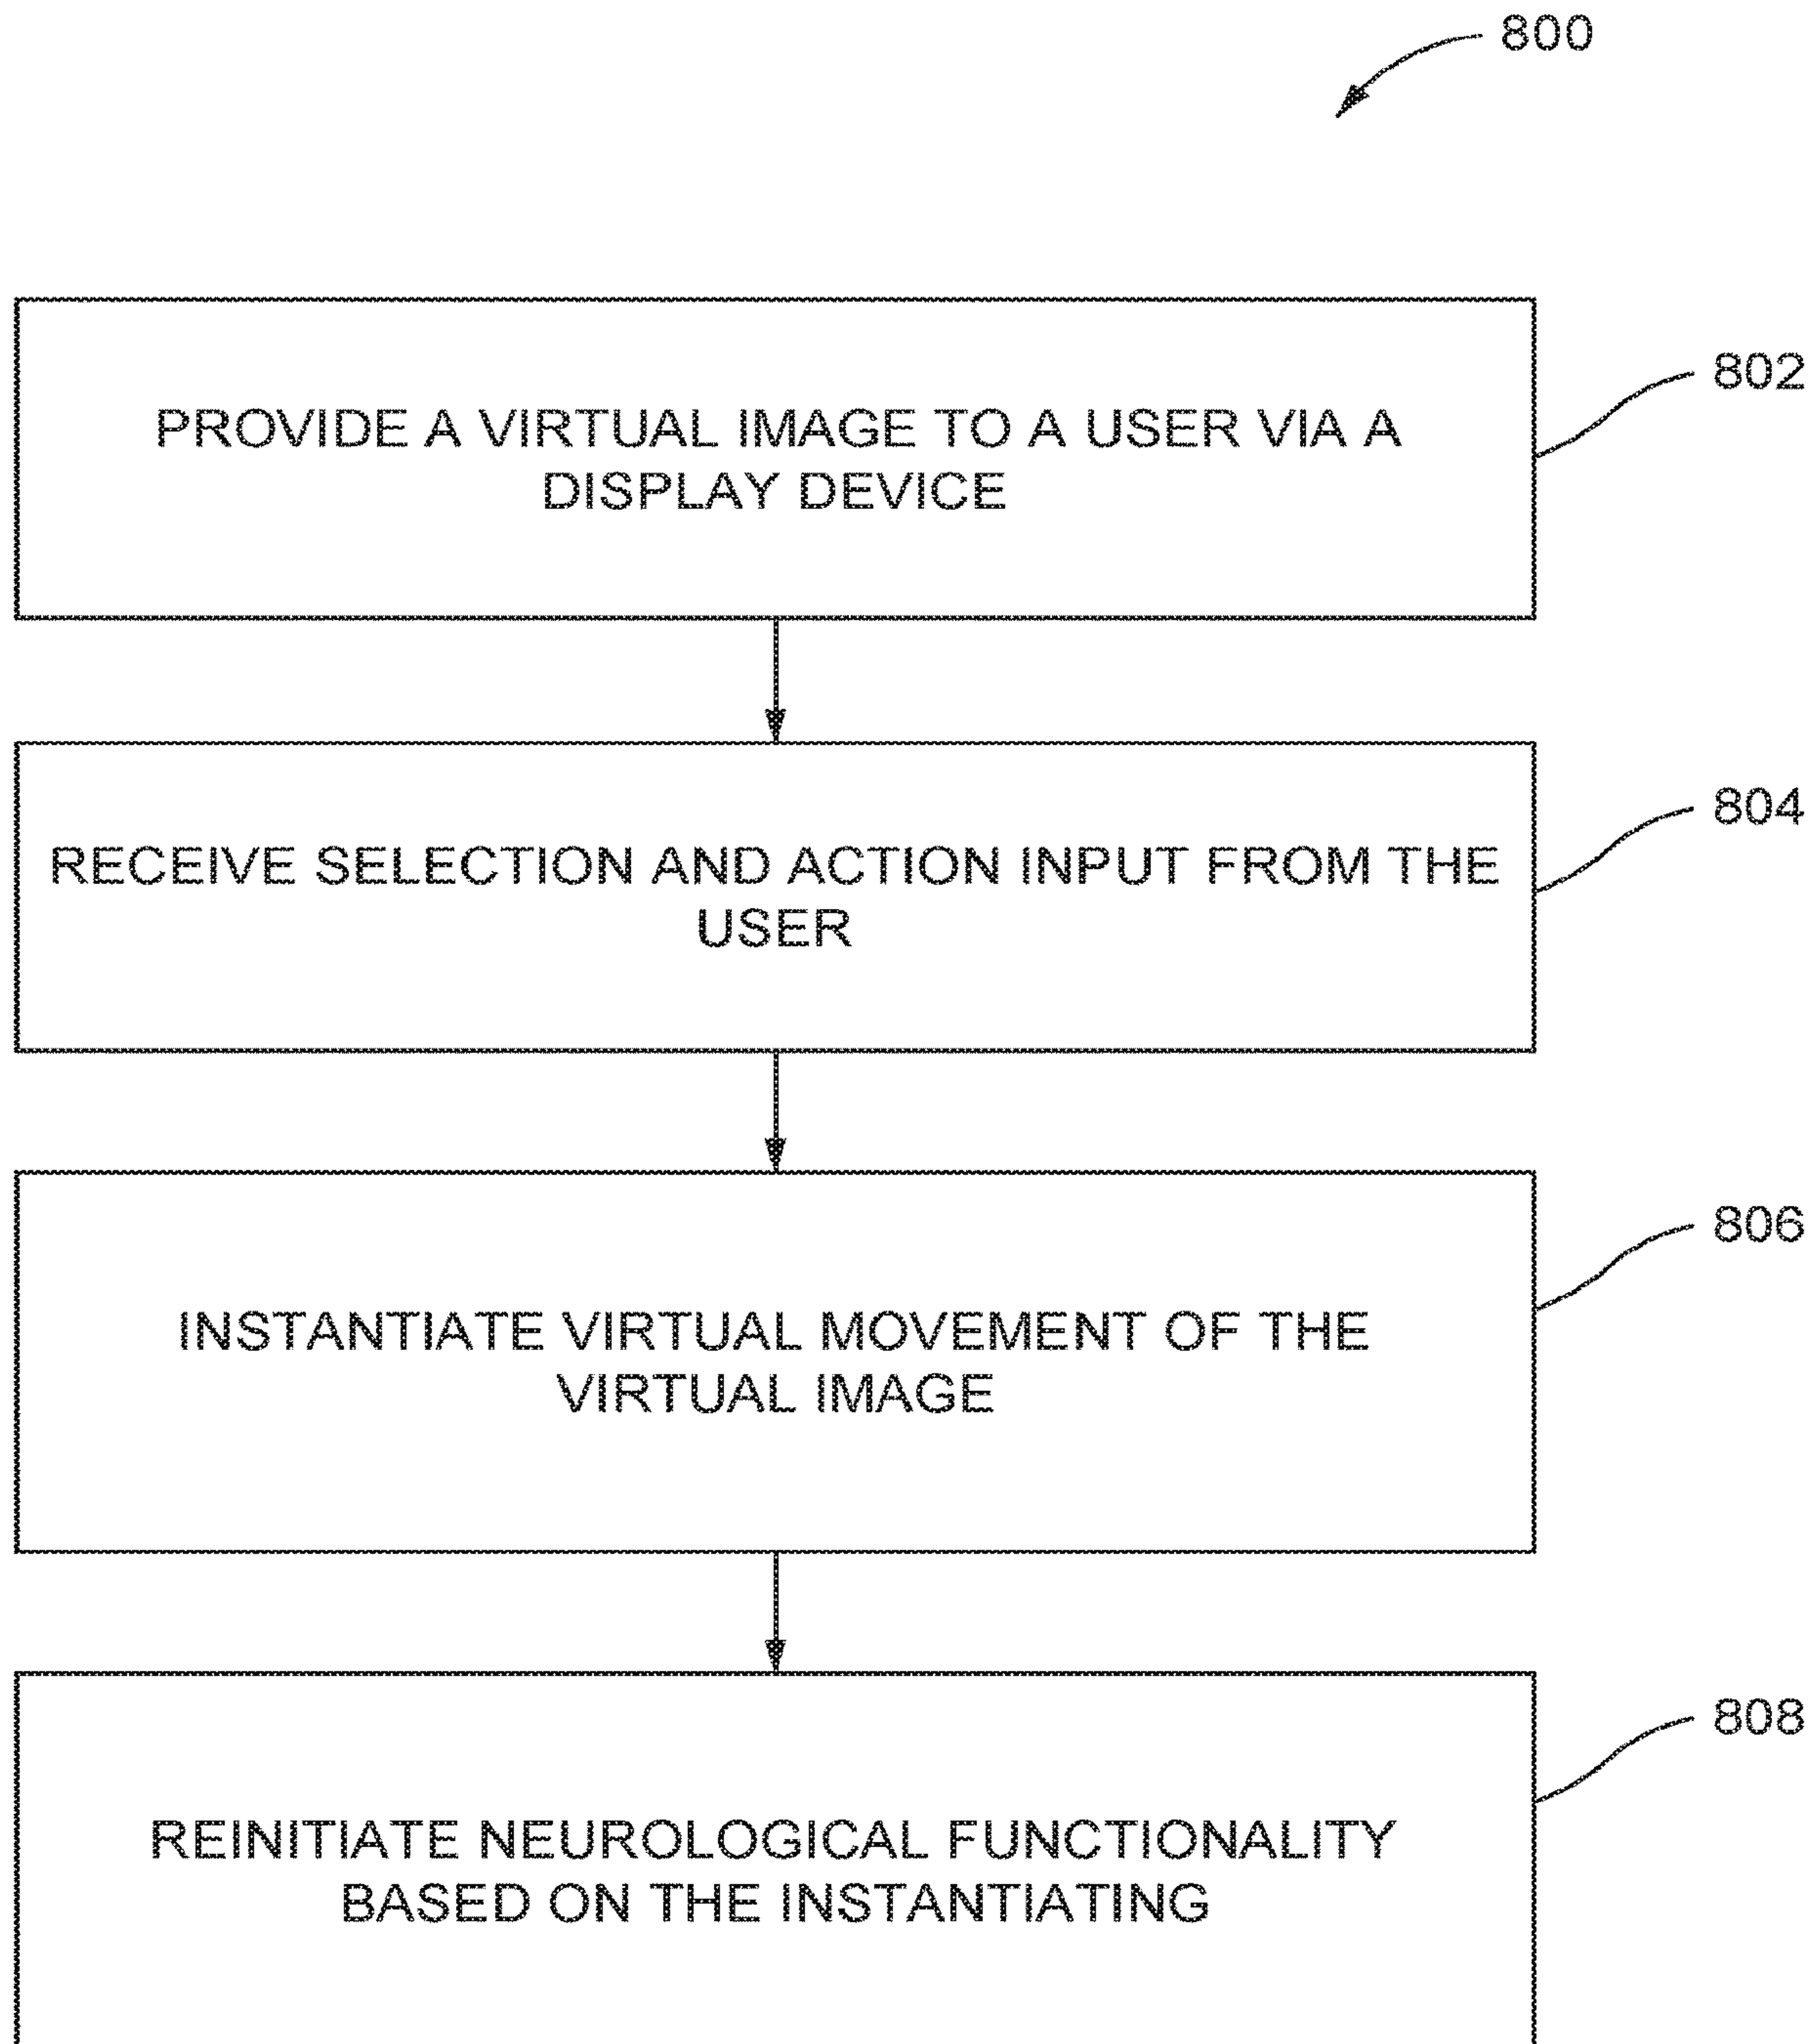 800
PROVIDE A VIRTUAL IMAGE TO A USER VIA A
DISPLAY DEVICE
802
RECEIVE SELECTION AND ACTION INPUT FROM THE
USER
804
INSTANTIATE VIRTUAL MOVEMENT OF THE
VIRTUAL IMAGE
806
REINITIATE NEUROLOGICAL FUNCTIONALITY
BASED ON THE INSTANTIATING
808